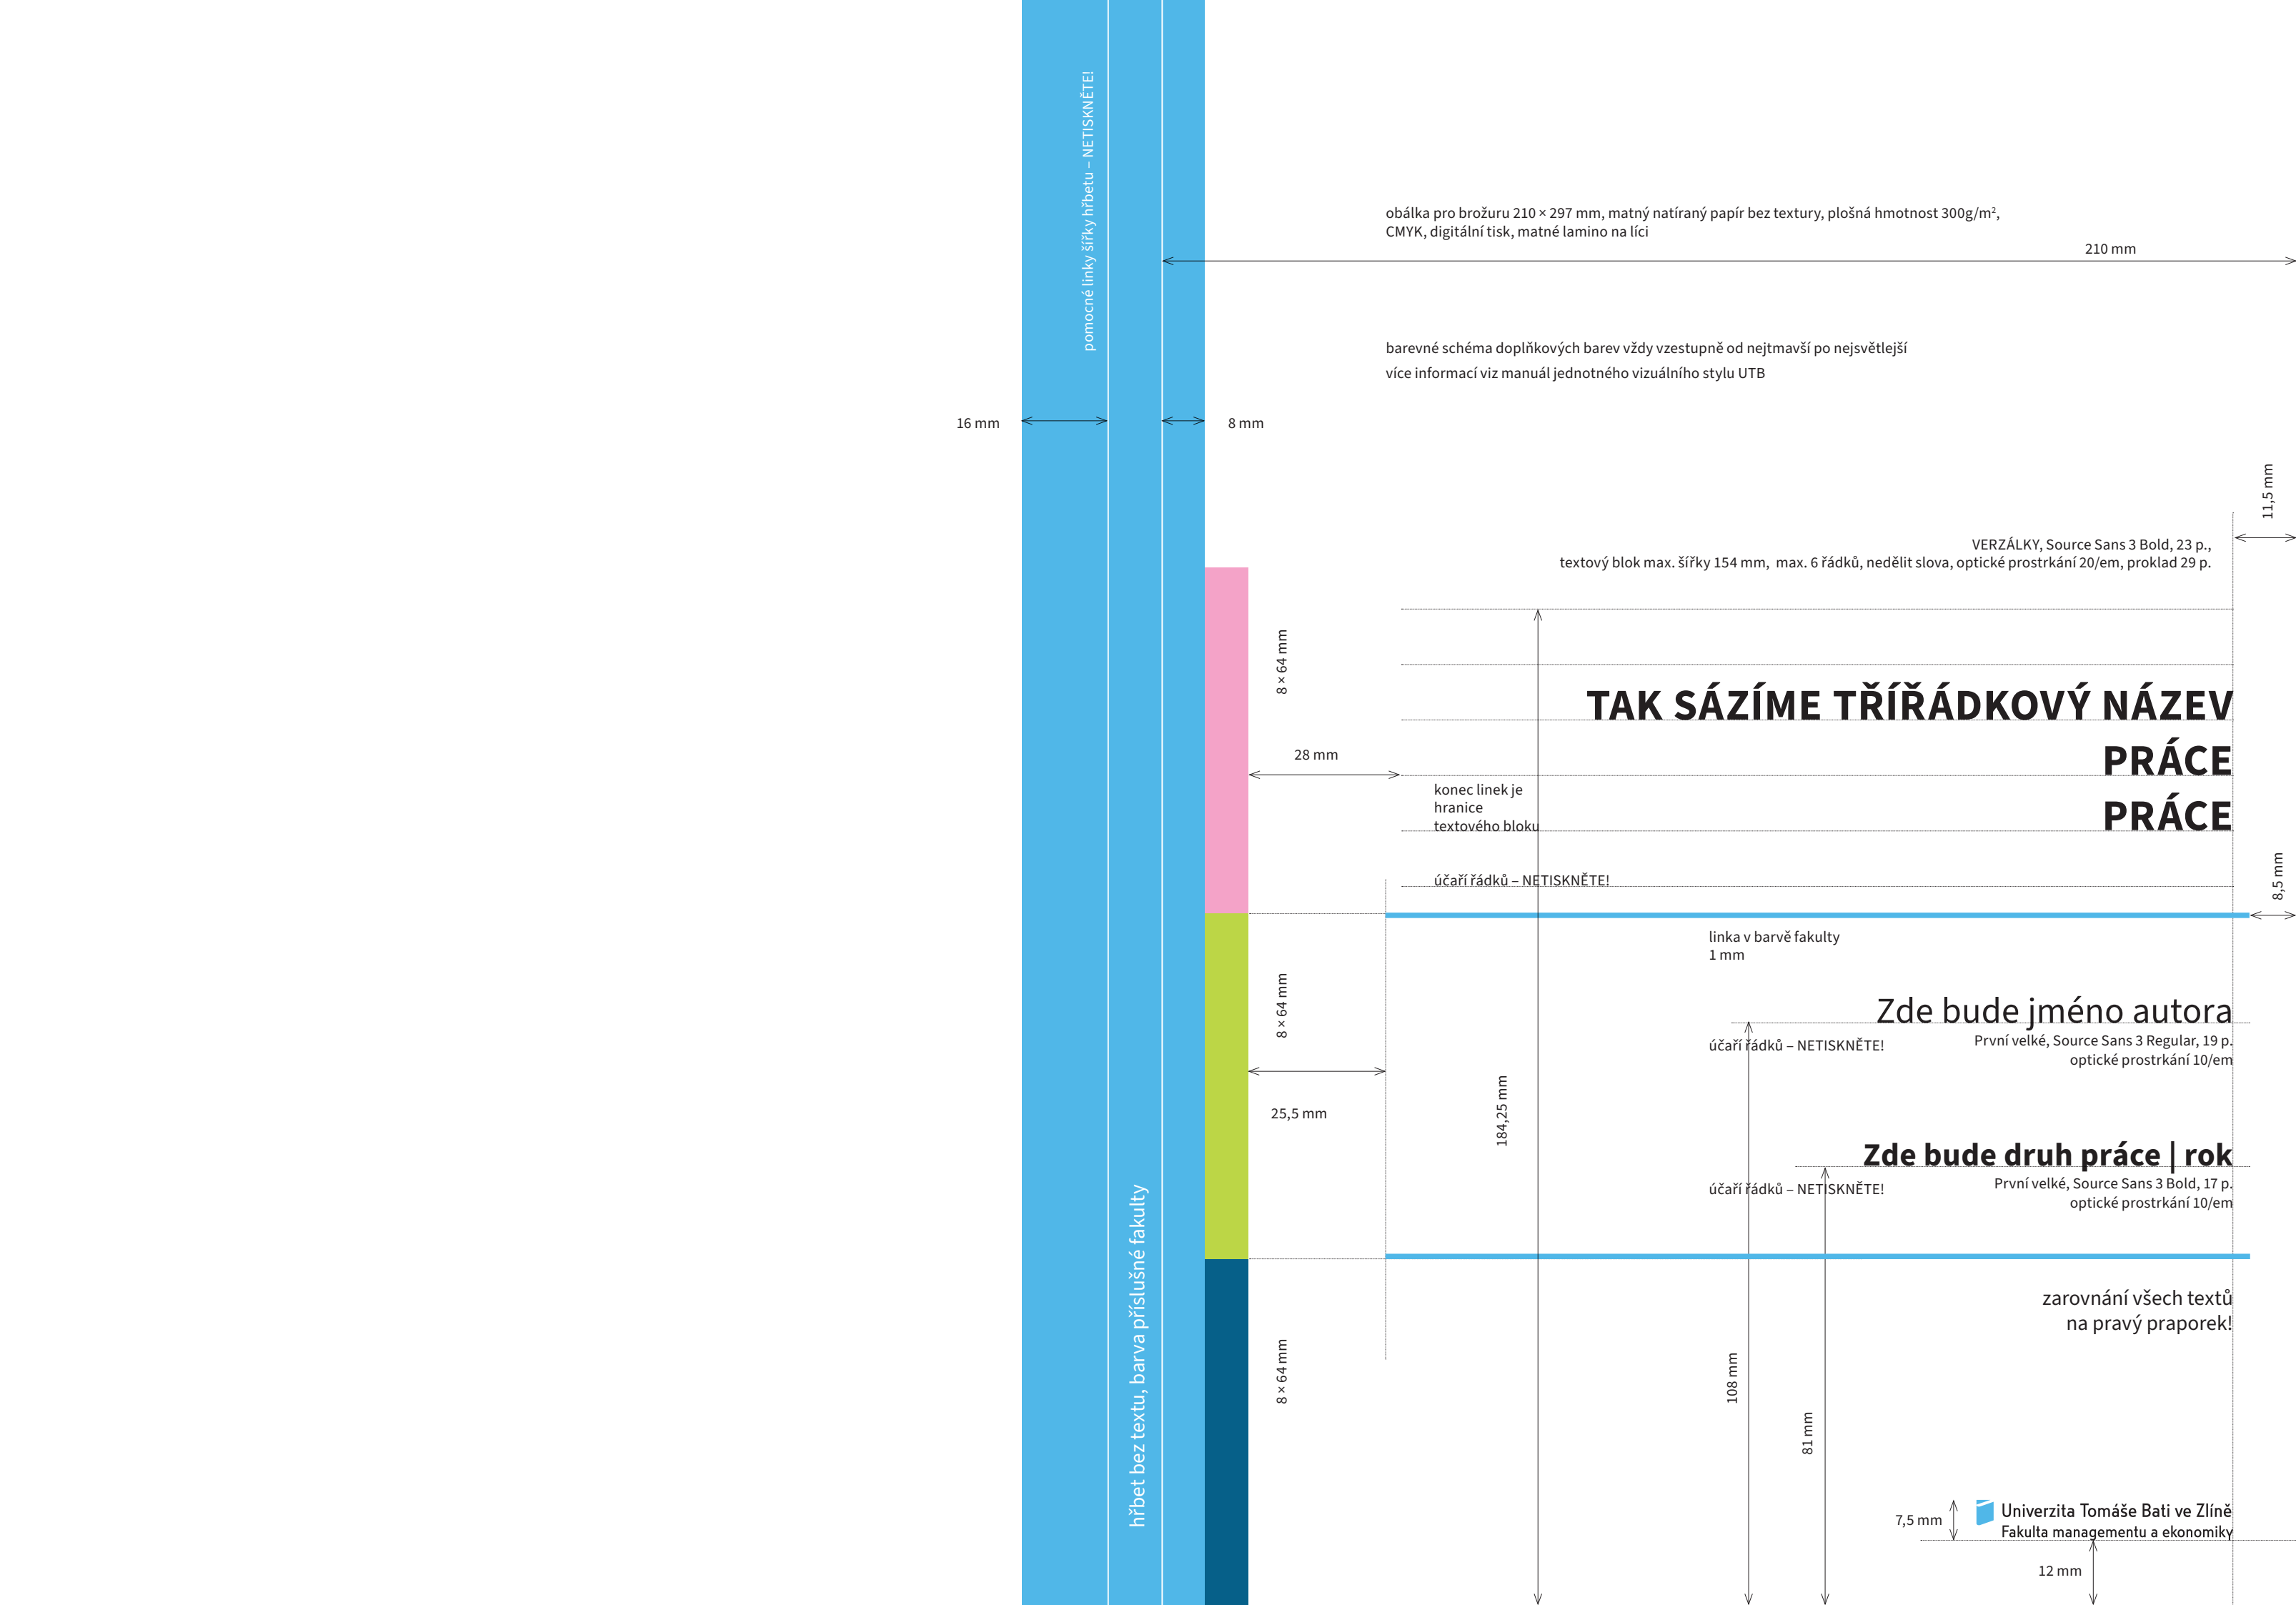 pomocné linky šířky hřbetu – NETISKNĚTE!
obálka pro brožuru 210 × 297 mm, matný natíraný papír bez textury, plošná hmotnost 300g/m²,
CMYK, digitální tisk, matné lamino na líci
210 mm
barevné schéma doplňkových barev vždy vzestupně od nejtmavší po nejsvětlejší
více informací viz manuál jednotného vizuálního stylu UTB
16 mm
8 mm
11,5 mm
VERZÁLKY, Source Sans 3 Bold, 23 p.,
textový blok max. šířky 154 mm, max. 6 řádků, nedělit slova, optické prostrkání 20/em, proklad 29 p.
8 × 64 mm
TAK SÁZÍME TŘÍŘÁDKOVÝ NÁZEV
PRÁCE
PRÁCE
28 mm
konec linek je
hranice
textového bloku
účaří řádků – NETISKNĚTE!
8,5 mm
linka v barvě fakulty
1 mm
8 × 64 mm
Zde bude jméno autora
účaří řádků – NETISKNĚTE!
První velké, Source Sans 3 Regular, 19 p.
optické prostrkání 10/em
25,5 mm
184,25 mm
Zde bude druh práce | rok
účaří řádků – NETISKNĚTE!
První velké, Source Sans 3 Bold, 17 p.
optické prostrkání 10/em
hřbet bez textu, barva příslušné fakulty
zarovnání všech textů
na pravý praporek!
8 × 64 mm
108 mm
81 mm
7,5 mm
Univerzita Tomáše Bati ve Zlíně
Fakulta managementu a ekonomiky
12 mm